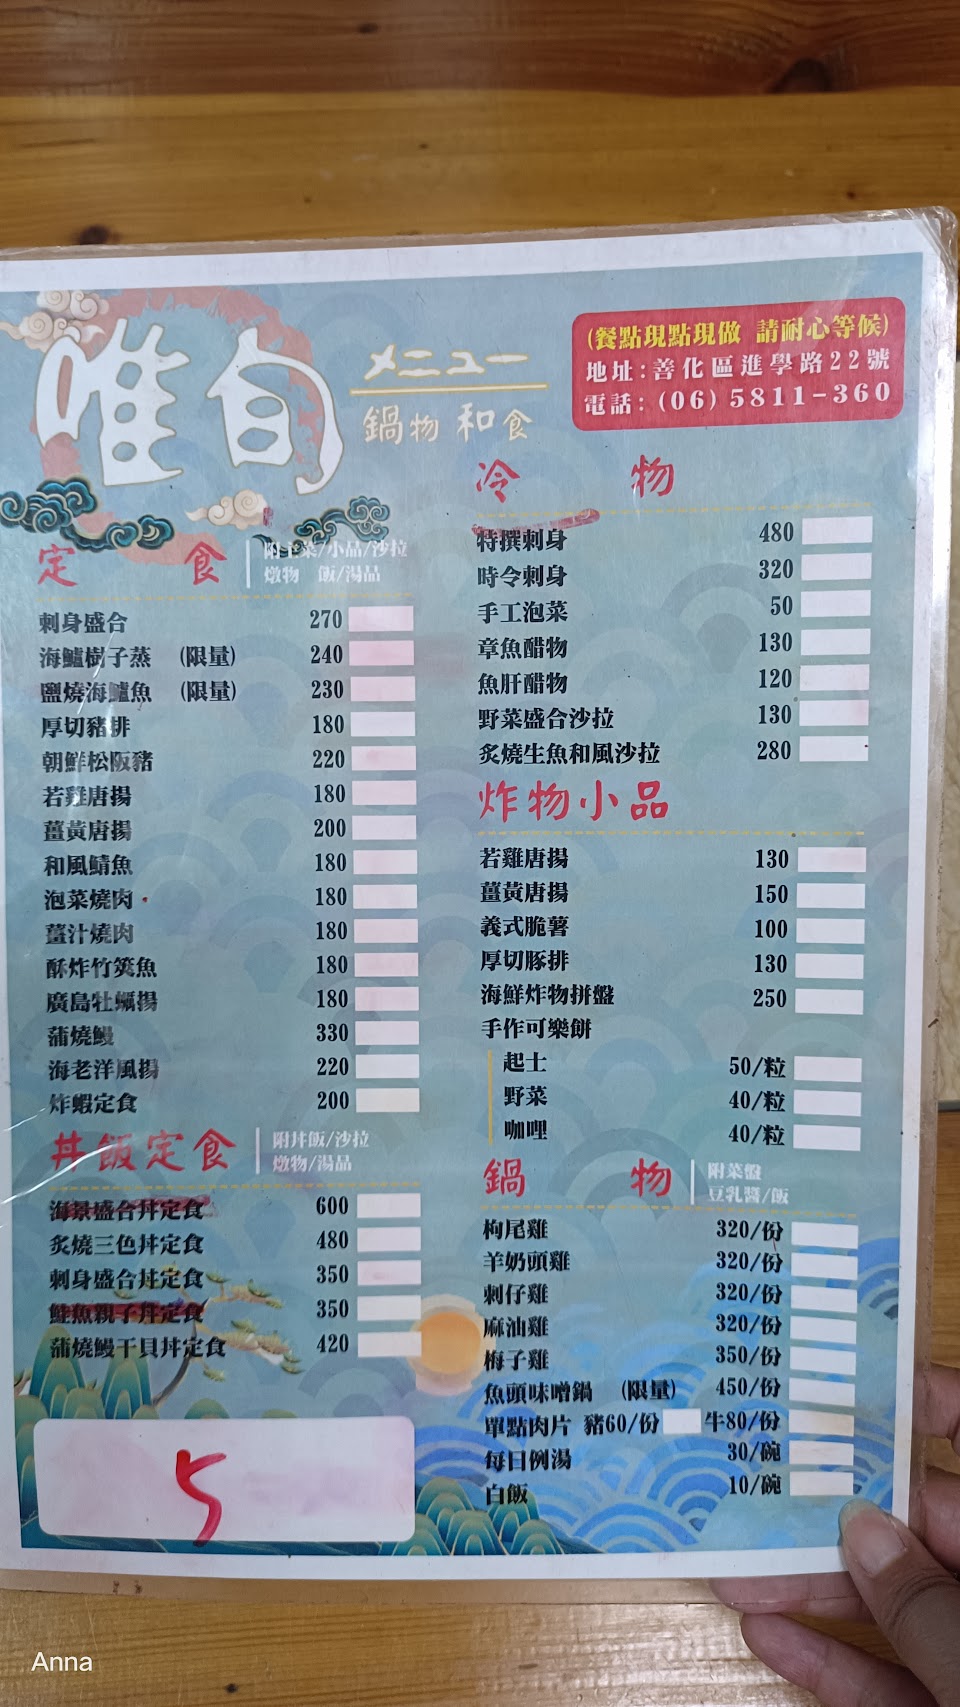 唯旬
メニュー
鍋物 和食
(餐點現點現做 請耐心等候)
地址:善化區進學路22號
電話:(06)5811-360
定食
附主菜/小品/沙拉
燉物 飯/湯品
刺身盛合 270
海鱸樹子蒸 (限量) 240
鹽燒海鱸魚 (限量) 230
厚切豬排 180
朝鮮松阪豬 220
若雞唐揚 180
薑黃唐揚 200
和風鯖魚 180
泡菜燒肉 180
薑汁燒肉 180
酥炸竹筴魚 180
廣島牡蠣揚 180
蒲燒鰻 330
海老洋風揚 220
炸蝦定食 200
丼飯定食
附丼飯/沙拉
燉物/湯品
海景盛合丼定食 600
炙燒三色丼定食 480
刺身盛合丼定食 350
鮭魚親子丼定食 350
蒲燒鰻干貝丼定食 420
5
冷物
特撰刺身 480
時令刺身 320
手工泡菜 50
章魚醋物 130
魚肝醋物 120
野菜盛合沙拉 130
炙燒生魚和風沙拉 280
炸物小品
若雞唐揚 130
薑黃唐揚 150
義式脆薯 100
厚切豚排 130
海鮮炸物拼盤 250
手作可樂餅
起士 50/粒
野菜 40/粒
咖哩 40/粒
鍋物
附菜盤
豆乳醬/飯
枸尾雞 320/份
羊奶頭雞 320/份
刺仔雞 320/份
麻油雞 320/份
梅子雞 350/份
魚頭味噌鍋 (限量) 450/份
單點肉片 豬60/份 牛80/份
每日例湯 30/碗
白飯 10/碗
Anna